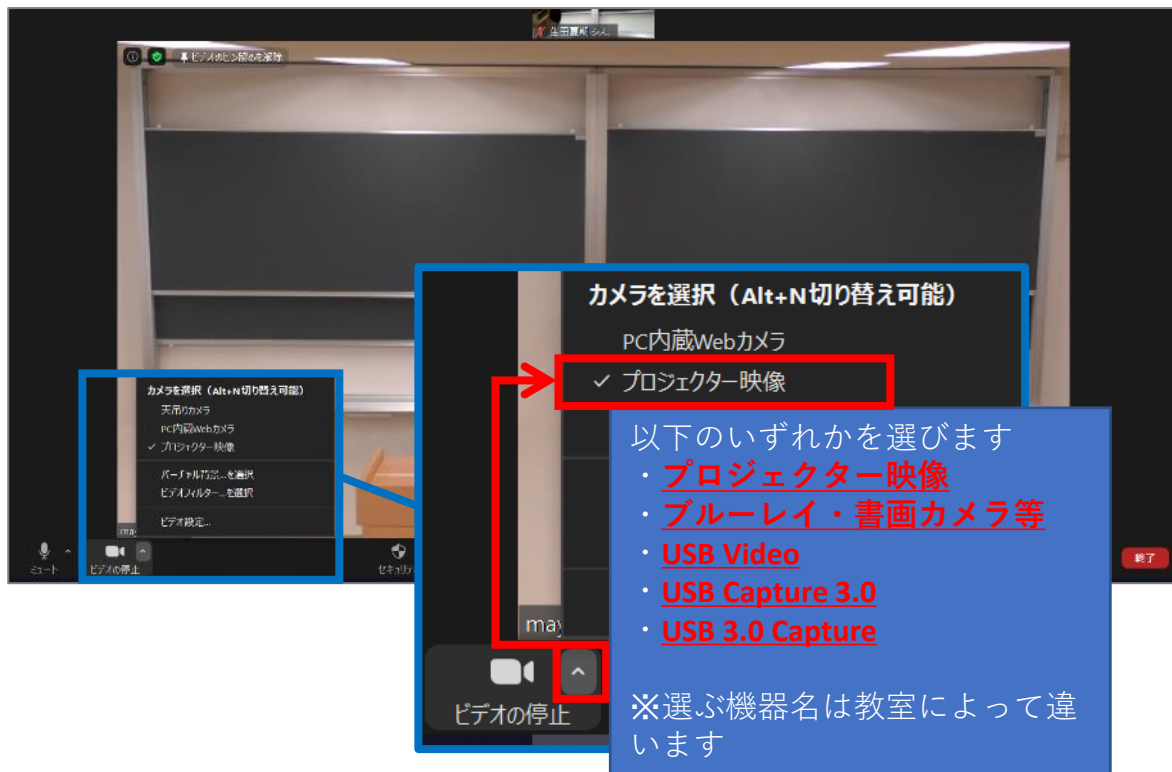 ビデオのピン留めを解除
カメラを選択（Alt+N切り替え可能）
天吊りカメラ
PC内蔵Webカメラ
✓ プロジェクター映像
バーチャル背景...を選択
ビデオフィルター...を選択
ビデオ設定...
may
ミュート
ビデオの停止
セキュリティ
終了
カメラを選択（Alt+N切り替え可能）
PC内蔵Webカメラ
✓ プロジェクター映像
以下のいずれかを選びます
・プロジェクター映像
・ブルーレイ・書画カメラ等
・USB Video
・USB Capture 3.0
・USB 3.0 Capture
※選ぶ機器名は教室によって違
います
may
ビデオの停止